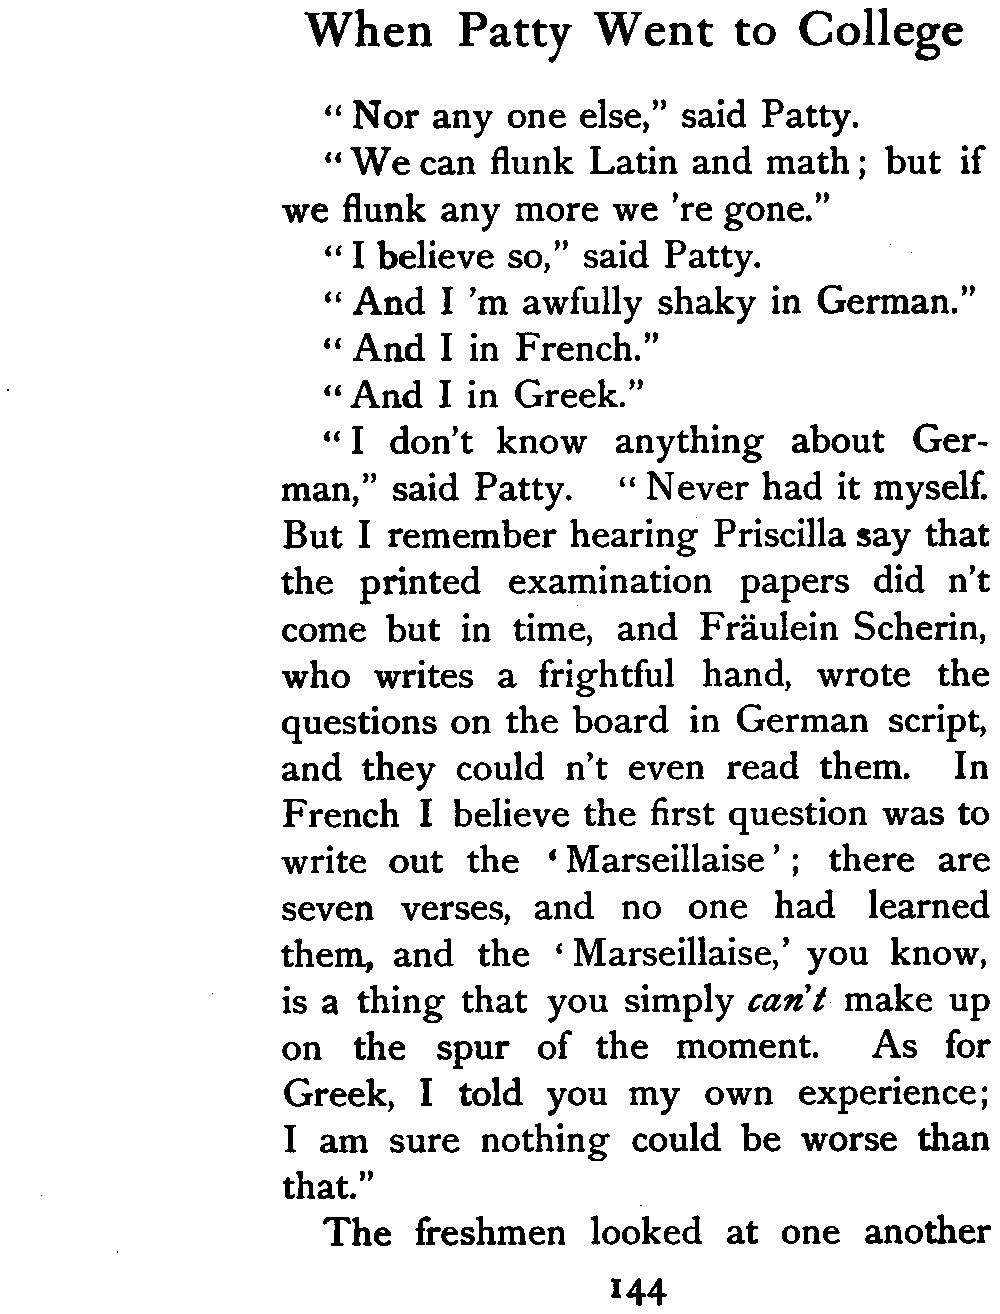 When Patty Went to College
"Nor any one else," said Patty.
"We can flunk Latin and math; but if
we flunk any more we 're gone."
"I believe so," said Patty.
"And I 'm awfully shaky in German."
"And I in French."
"And I in Greek."
"I don't know anything about Ger-
man," said Patty. "Never had it myself.
But I remember hearing Priscilla say that
the printed examination papers did n't
come but in time, and Fräulein Scherin,
who writes a frightful hand, wrote the
questions on the board in German script,
and they could n't even read them. In
French I believe the first question was to
write out the 'Marseillaise'; there are
seven verses, and no one had learned
them, and the 'Marseillaise,' you know,
is a thing that you simply can't make up
on the spur of the moment. As for
Greek, I told you my own experience;
I am sure nothing could be worse than
that."
The freshmen looked at one another
144